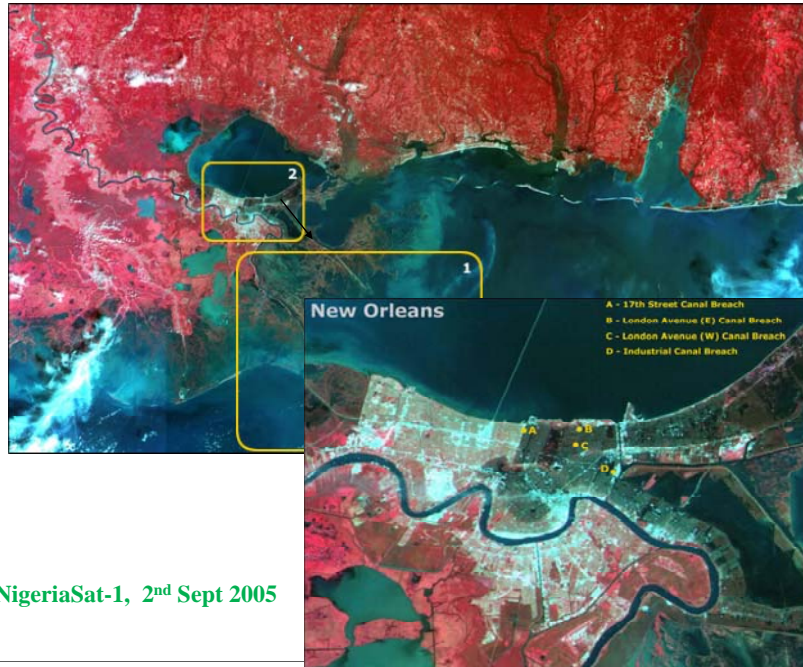 2
1
New Orleans
A - 17th Street Canal Breach
B - London Avenue (E) Canal Breach
C - London Avenue (W) Canal Breach
D - Industrial Canal Breach
A
B
C
D
NigeriaSat-1, 2nd Sept 2005